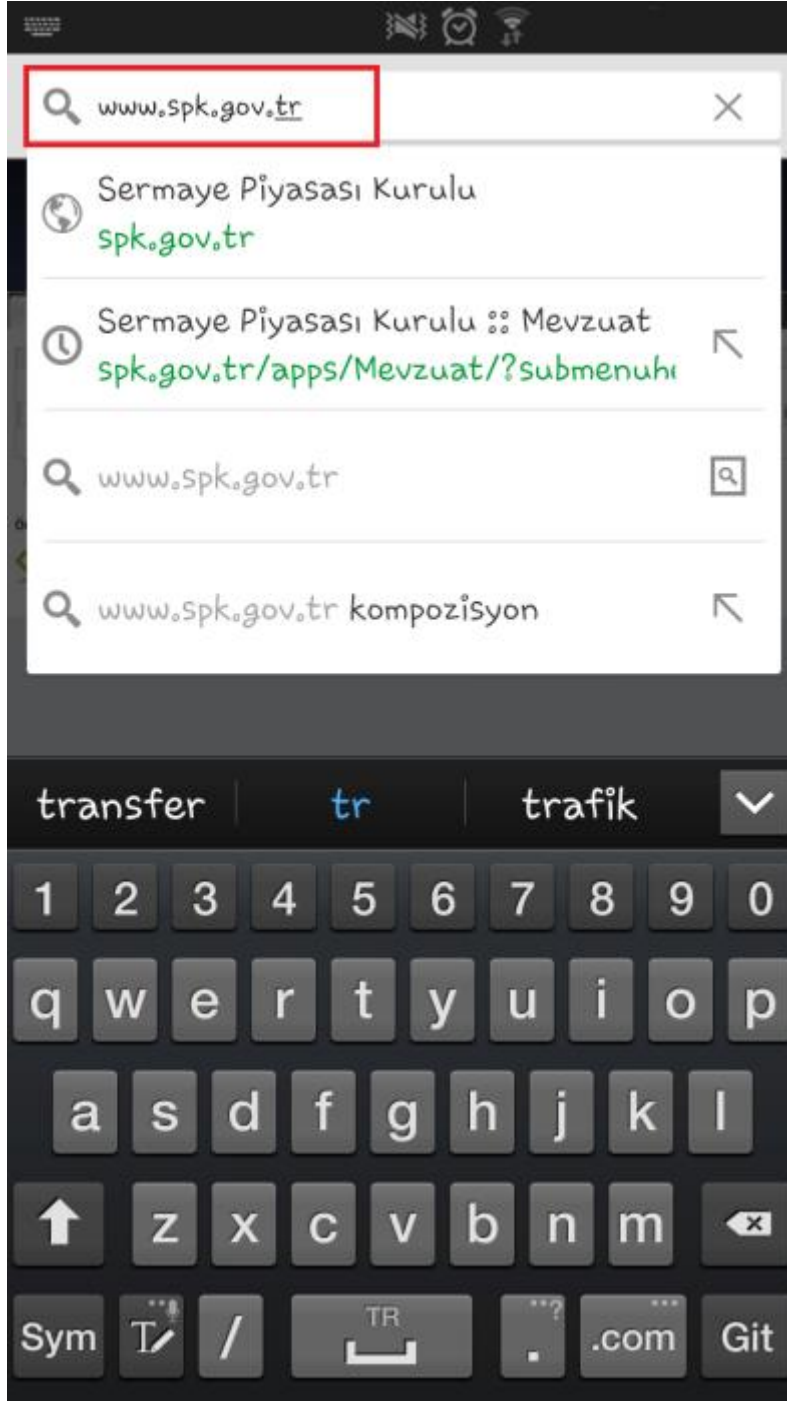 www.spk.gov.tr
Sermaye Piyasası Kurulu
spk.gov.tr
Sermaye Piyasası Kurulu :: Mevzuat
spk.gov.tr/apps/Mevzuat/?submenuhe
www.spk.gov.tr
www.spk.gov.tr kompozisyon
transfer tr trafik
1 2 3 4 5 6 7 8 9 0
q w e r t y u i o p
a s d f g h j k l
z x c v b n m
Sym T / TR . ...? .com ... Git